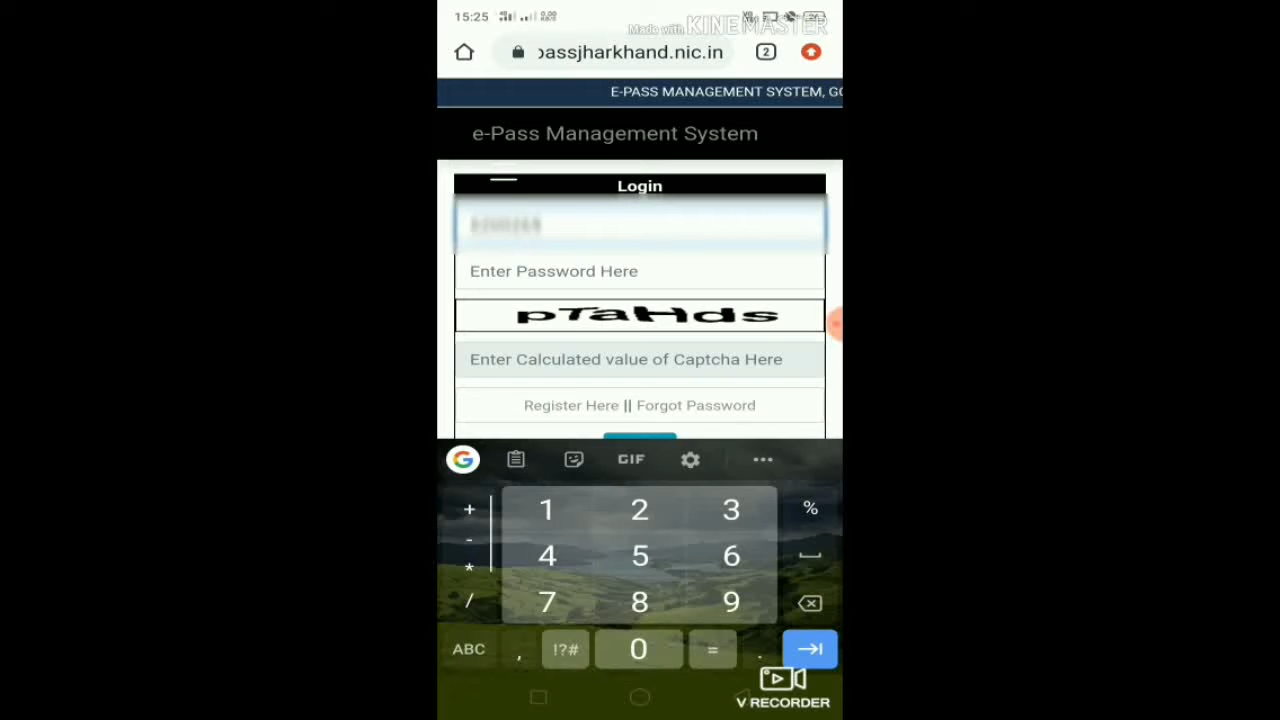 15:25
Made with KINEMASTER
passjharkhand.nic.in
2
E-PASS MANAGEMENT SYSTEM, GO
e-Pass Management System
Login
Enter Password Here
pTaHds
Enter Calculated value of Captcha Here
Register Here || Forgot Password
G GIF
+ 1 2 3 %
- 4 5 6
*
/ 7 8 9
ABC , !?# 0 = .
V RECORDER